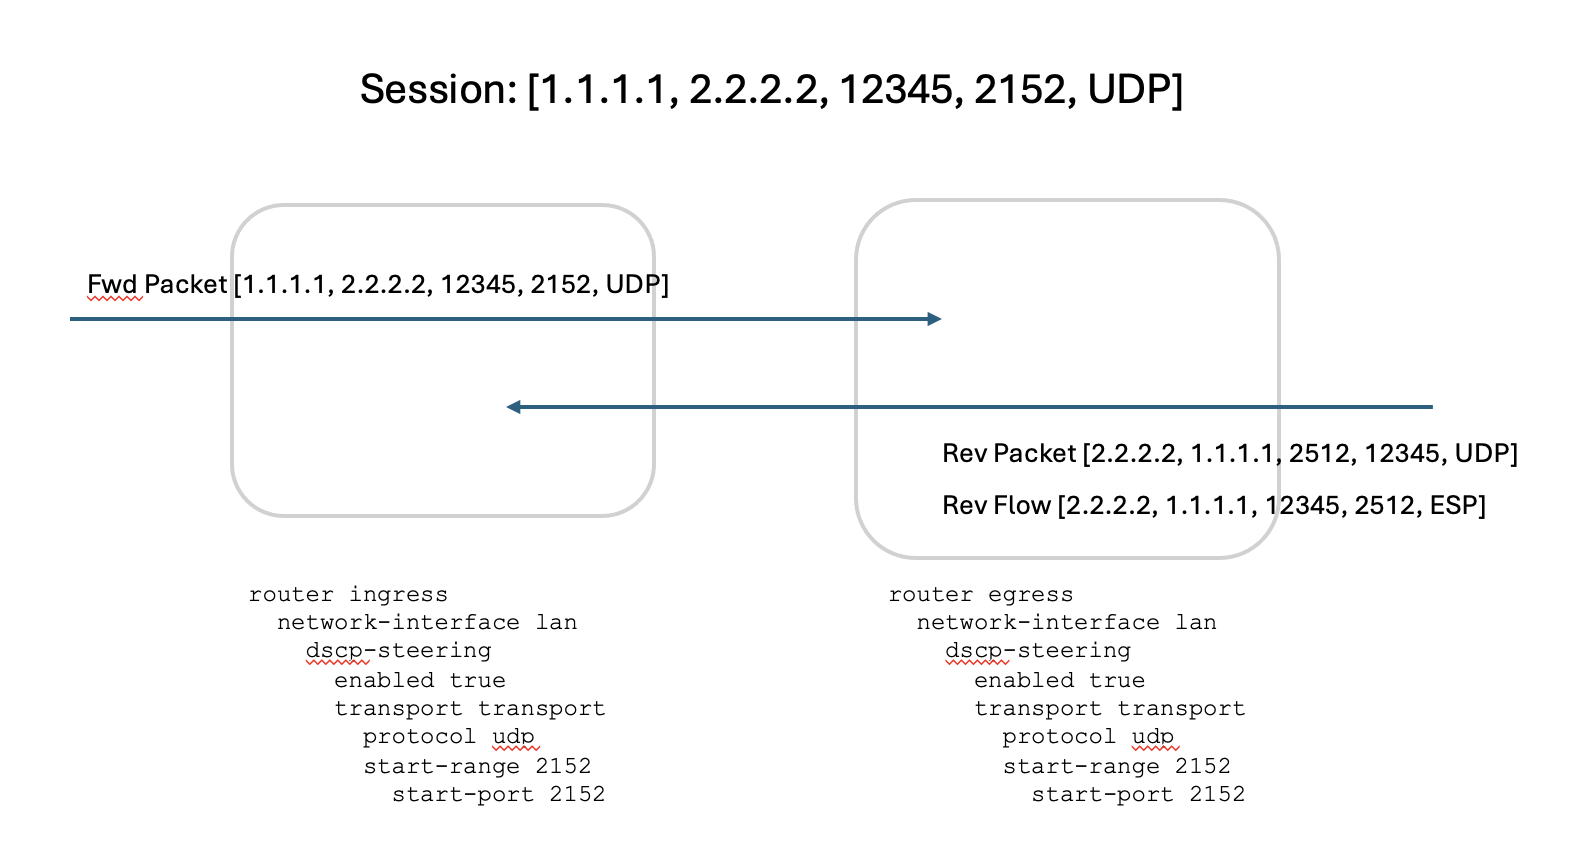 Session: [1.1.1.1, 2.2.2.2, 12345, 2152, UDP]
Fwd Packet [1.1.1.1, 2.2.2.2, 12345, 2152, UDP]
Rev Packet [2.2.2.2, 1.1.1.1, 2512, 12345, UDP]
Rev Flow [2.2.2.2, 1.1.1.1, 12345, 2512, ESP]
router ingress
network-interface lan
dscp-steering
enabled true
transport transport
protocol udp
start-range 2152
start-port 2152
router egress
network-interface lan
dscp-steering
enabled true
transport transport
protocol udp
start-range 2152
start-port 2152